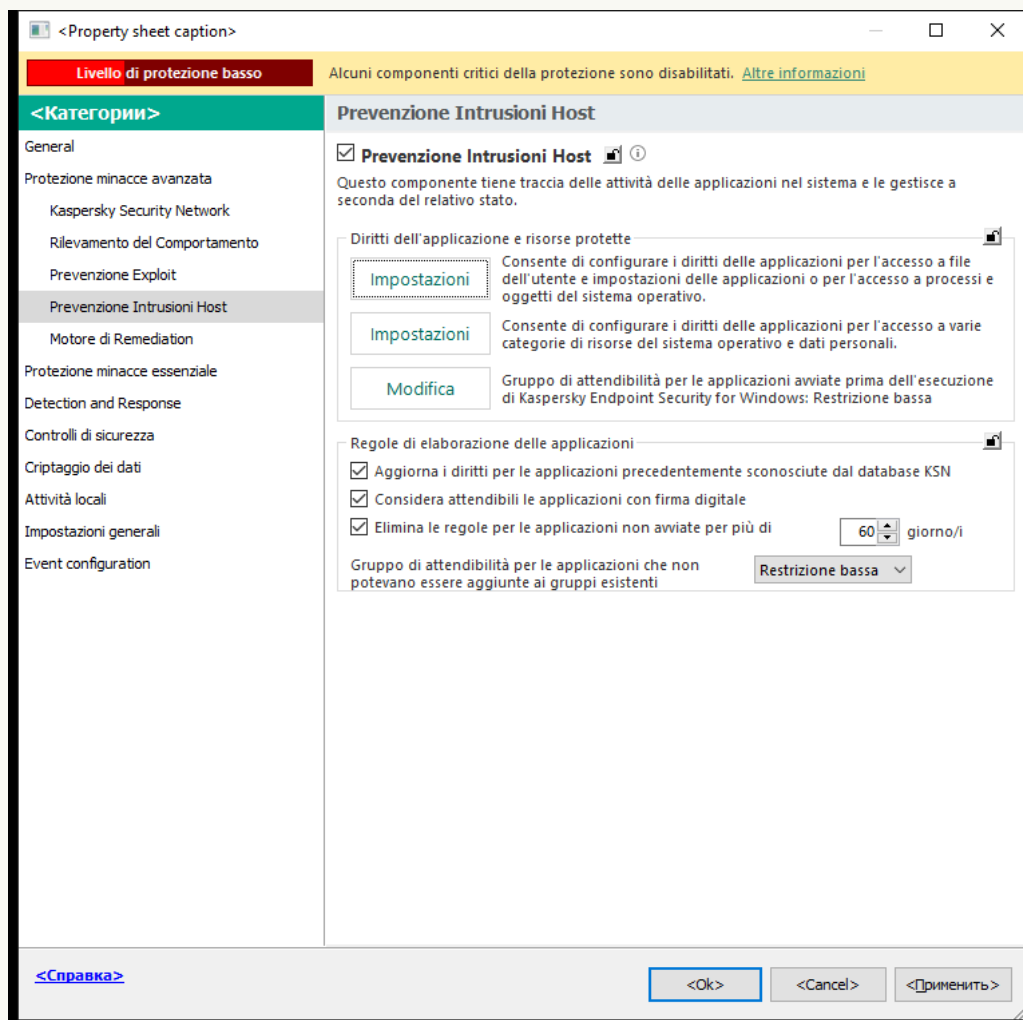 <Property sheet caption>
Livello di protezione basso
Alcuni componenti critici della protezione sono disabilitati. Altre informazioni
<Категории>
General
Protezione minacce avanzata
Kaspersky Security Network
Rilevamento del Comportamento
Prevenzione Exploit
Prevenzione Intrusioni Host
Motore di Remediation
Protezione minacce essenziale
Detection and Response
Controlli di sicurezza
Criptaggio dei dati
Attività locali
Impostazioni generali
Event configuration
Prevenzione Intrusioni Host
Prevenzione Intrusioni Host
Questo componente tiene traccia delle attività delle applicazioni nel sistema e le gestisce a
seconda del relativo stato.
Diritti dell'applicazione e risorse protette
Impostazioni
Consente di configurare i diritti delle applicazioni per l'accesso a file
dell'utente e impostazioni delle applicazioni o per l'accesso a processi e
oggetti del sistema operativo.
Impostazioni
Consente di configurare i diritti delle applicazioni per l'accesso a varie
categorie di risorse del sistema operativo e dati personali.
Modifica
Gruppo di attendibilità per le applicazioni avviate prima dell'esecuzione
di Kaspersky Endpoint Security for Windows: Restrizione bassa
Regole di elaborazione delle applicazioni
Aggiorna i diritti per le applicazioni precedentemente sconosciute dal database KSN
Considera attendibili le applicazioni con firma digitale
Elimina le regole per le applicazioni non avviate per più di 60 giorno/i
Gruppo di attendibilità per le applicazioni che non
potevano essere aggiunte ai gruppi esistenti
Restrizione bassa
<Справка>
<Ok> <Cancel> <Применить>